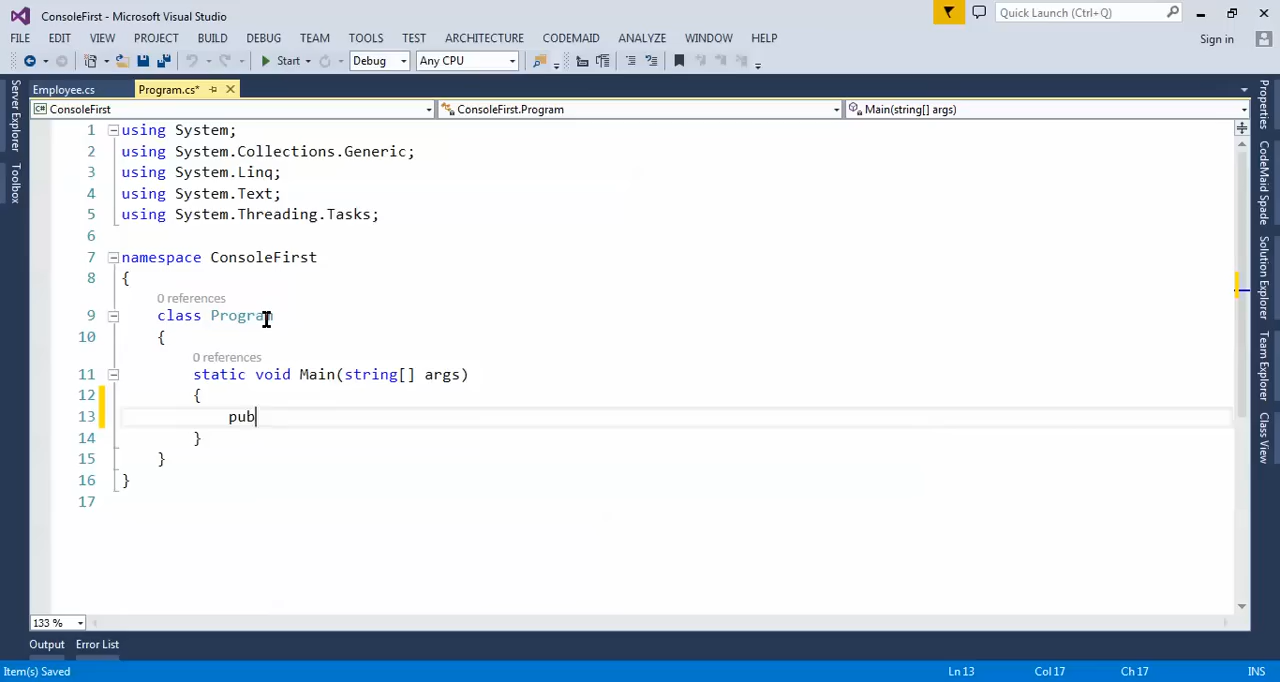 ConsoleFirst - Microsoft Visual Studio
Quick Launch (Ctrl+Q)
FILE EDIT VIEW PROJECT BUILD DEBUG TEAM TOOLS TEST ARCHITECTURE CODEMAID ANALYZE WINDOW HELP
Sign in
Start Debug Any CPU
Employee.cs Program.cs*
ConsoleFirst ConsoleFirst.Program Main(string[] args)
1 using System;
2 using System.Collections.Generic;
3 using System.Linq;
4 using System.Text;
5 using System.Threading.Tasks;
6
7 namespace ConsoleFirst
8 {
0 references
9 class Program
10 {
0 references
11 static void Main(string[] args)
12 {
13 pub
14 }
15 }
16 }
17
133 %
Output Error List
Item(s) Saved Ln 13 Col 17 Ch 17 INS
Server Explorer
Toolbox
Properties
CodeMaid Spade
Solution Explorer
Team Explorer
Class View